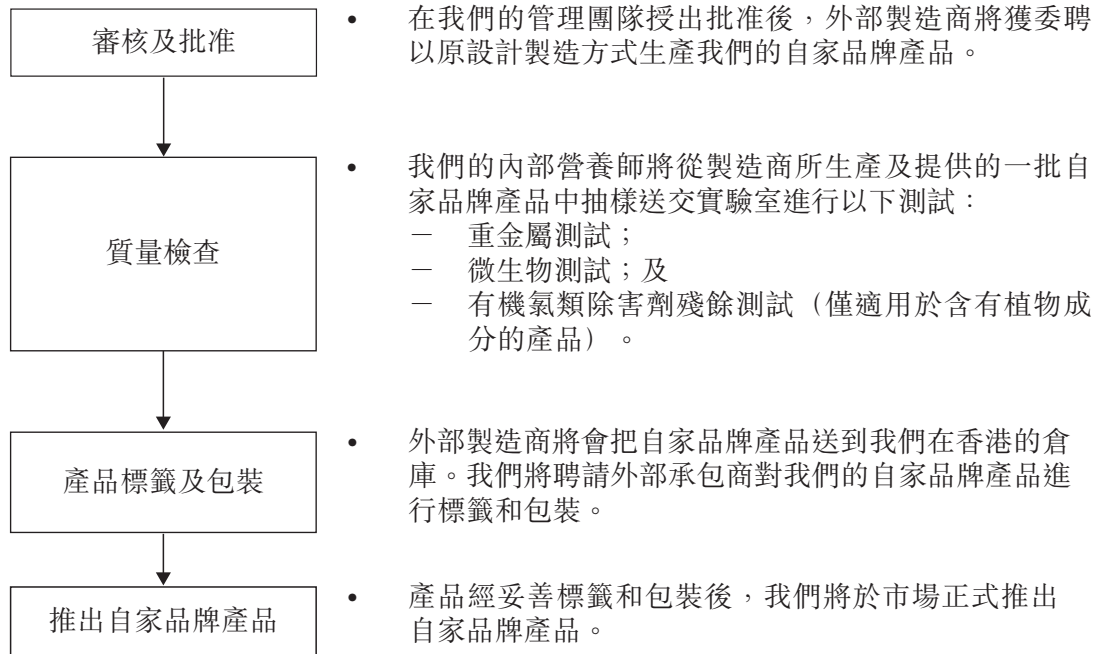 審核及批准
• 在我們的管理團隊授出批准後，外部製造商將獲委聘
以原設計製造方式生產我們的自家品牌產品。
質量檢查
• 我們的內部營養師將從製造商所生產及提供的一批自
家品牌產品中抽樣送交實驗室進行以下測試：
— 重金屬測試；
— 微生物測試；及
— 有機氯類除害劑殘餘測試（僅適用於含有植物成
分的產品）。
產品標籤及包裝
• 外部製造商將會把自家品牌產品送到我們在香港的倉
庫。我們將聘請外部承包商對我們的自家品牌產品進
行標籤和包裝。
推出自家品牌產品
• 產品經妥善標籤和包裝後，我們將於市場正式推出
自家品牌產品。